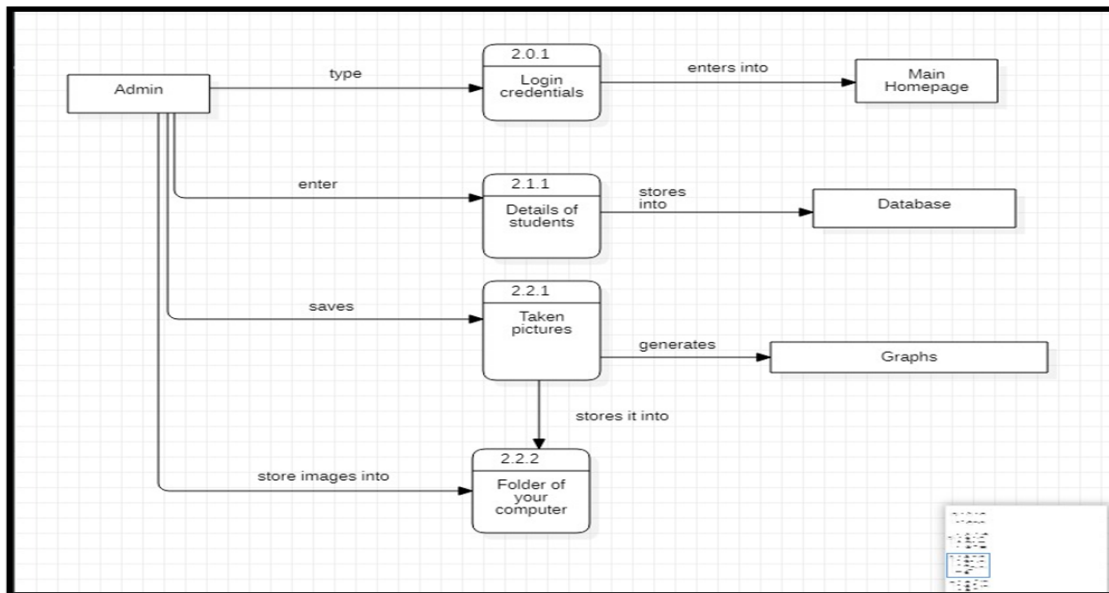 2.0.1
Admin
type
Login
credentials
enters into
Main
Homepage
enter
2.1.1
Details of
students
stores
into
Database
saves
2.2.1
Taken
pictures
generates
Graphs
stores it into
store images into
2.2.2
Folder of
your
computer